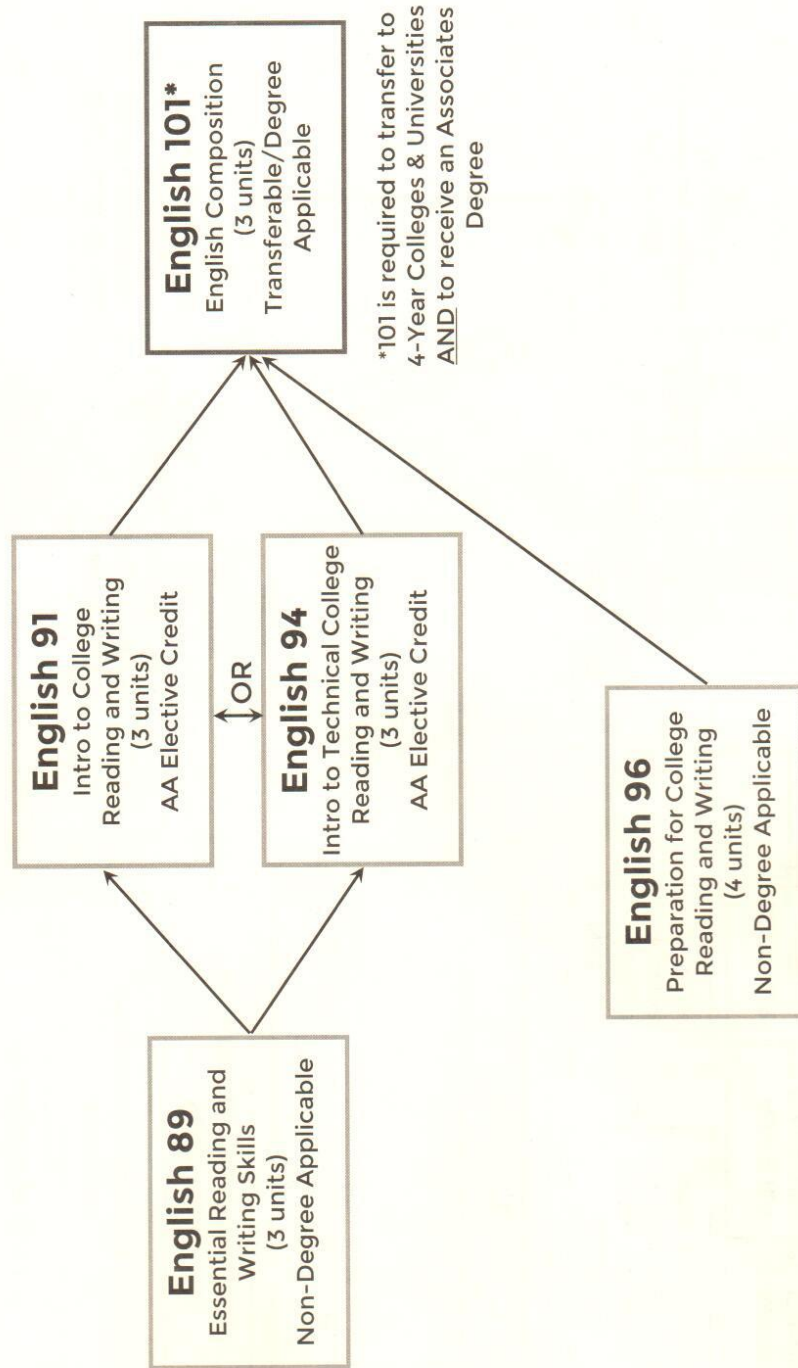 English 89
Essential Reading and
Writing Skills
(3 units)
Non-Degree Applicable
English 91
Intro to College
Reading and Writing
(3 units)
AA Elective Credit
OR
English 94
Intro to Technical College
Reading and Writing
(3 units)
AA Elective Credit
English 96
Preparation for College
Reading and Writing
(4 units)
Non-Degree Applicable
English 101*
English Composition
(3 units)
Transferable/Degree
Applicable
*101 is required to transfer to
4-Year Colleges & Universities
AND to receive an Associates
Degree